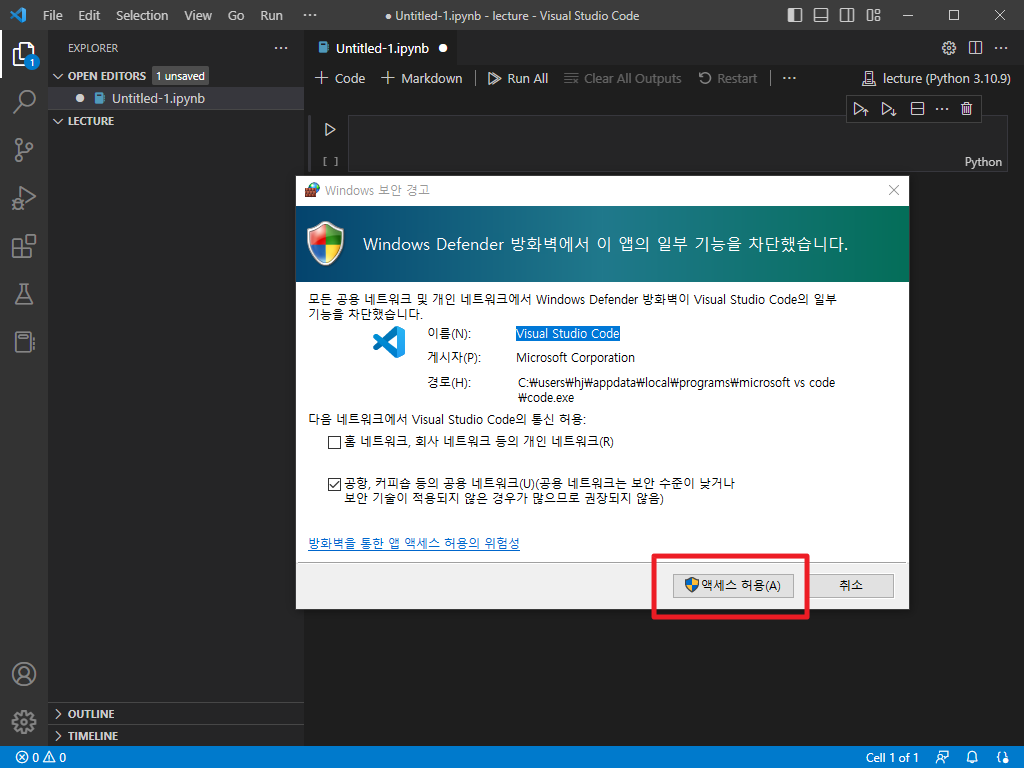 File Edit Selection View Go Run ··· ● Untitled-1.ipynb - lecture - Visual Studio Code
EXPLORER ···
1
OPEN EDITORS 1 unsaved
● Untitled-1.ipynb
LECTURE
Untitled-1.ipynb ●
+ Code + Markdown Run All Clear All Outputs Restart ··· lecture (Python 3.10.9)
[ ]
Python
Windows 보안 경고
Windows Defender 방화벽에서 이 앱의 일부 기능을 차단했습니다.
모든 공용 네트워크 및 개인 네트워크에서 Windows Defender 방화벽이 Visual Studio Code의 일부
기능을 차단했습니다.
이름(N): Visual Studio Code
게시자(P): Microsoft Corporation
경로(H): C:₩users₩hj₩appdata₩local₩programs₩microsoft vs code
₩code.exe
다음 네트워크에서 Visual Studio Code의 통신 허용:
홈 네트워크, 회사 네트워크 등의 개인 네트워크(R)
공항, 커피숍 등의 공용 네트워크(U)(공용 네트워크는 보안 수준이 낮거나
보안 기술이 적용되지 않은 경우가 많으므로 권장되지 않음)
방화벽을 통한 앱 액세스 허용의 위험성
액세스 허용(A) 취소
OUTLINE
TIMELINE
0 0 Cell 1 of 1